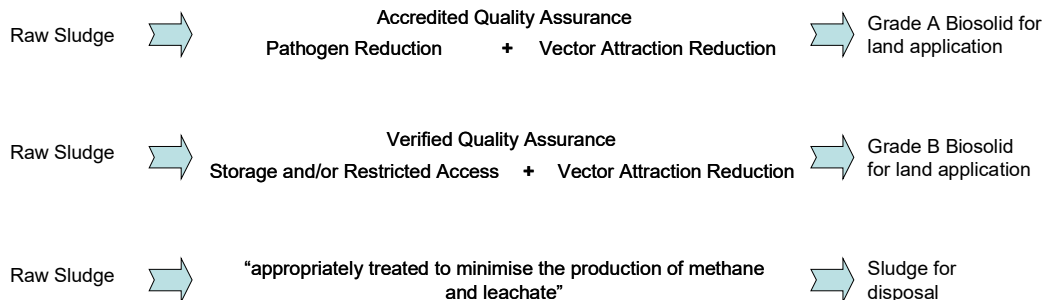 Raw Sludge
Accredited Quality Assurance
Pathogen Reduction + Vector Attraction Reduction
Grade A Biosolid for
land application
Raw Sludge
Verified Quality Assurance
Storage and/or Restricted Access + Vector Attraction Reduction
Grade B Biosolid
for land application
Raw Sludge
“appropriately treated to minimise the production of methane
and leachate”
Sludge for
disposal